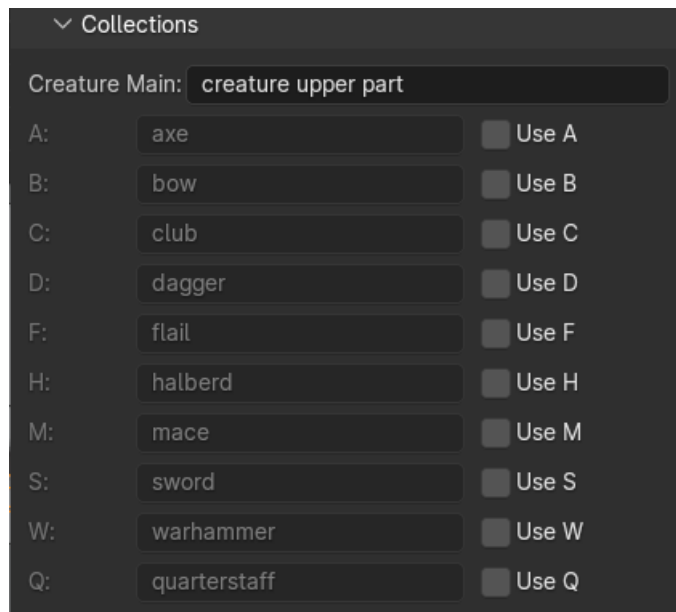 Collections
Creature Main: creature upper part
A: axe Use A
B: bow Use B
C: club Use C
D: dagger Use D
F: flail Use F
H: halberd Use H
M: mace Use M
S: sword Use S
W: warhammer Use W
Q: quarterstaff Use Q